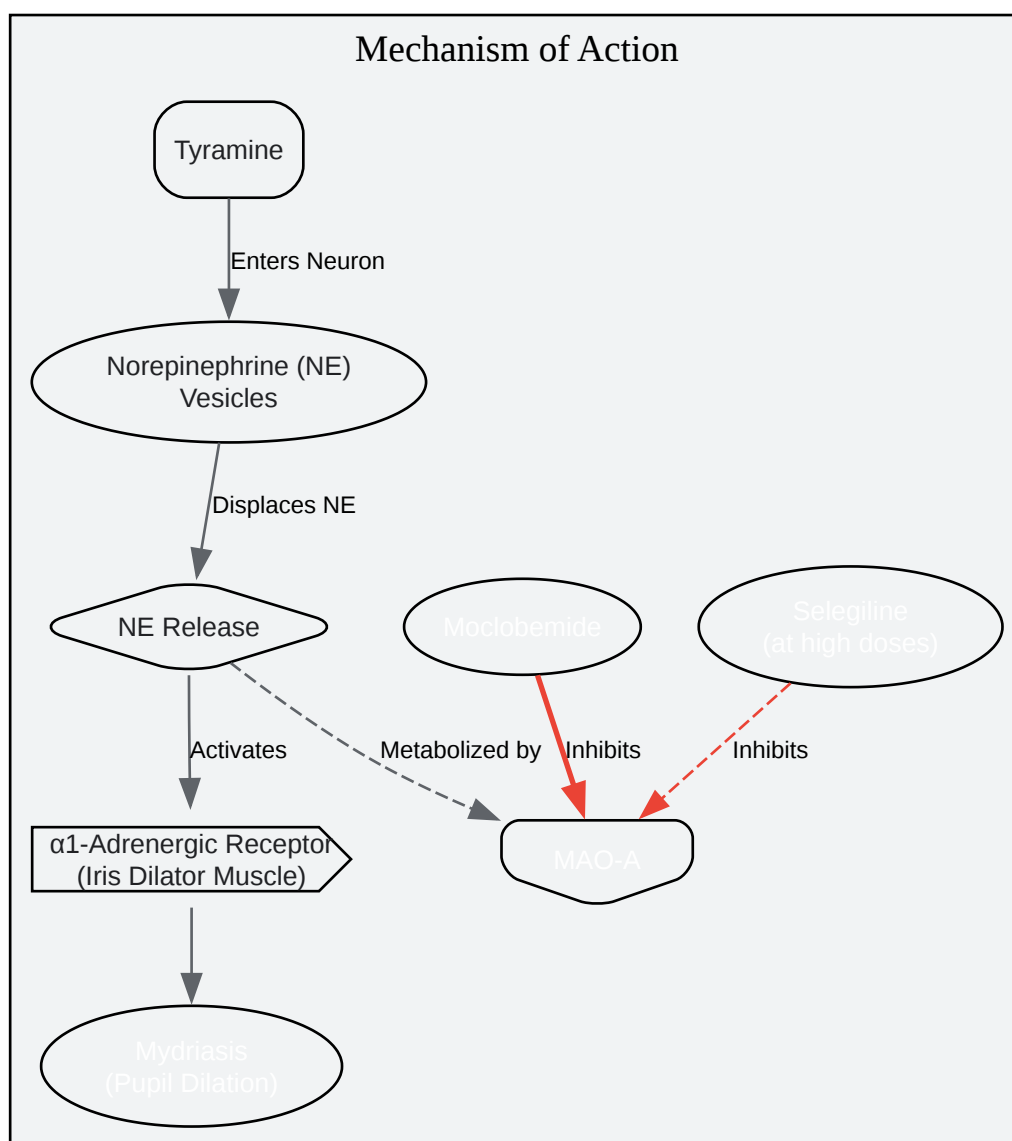 Mechanism of Action
Tyramine
Enters Neuron
Norepinephrine (NE)
Vesicles
Displaces NE
NE Release
Moclobemide
Selegiline
(at high doses)
Activates
Metabolized by
Inhibits
Inhibits
α1-Adrenergic Receptor
(Iris Dilator Muscle)
MAO-A
Mydriasis
(Pupil Dilation)